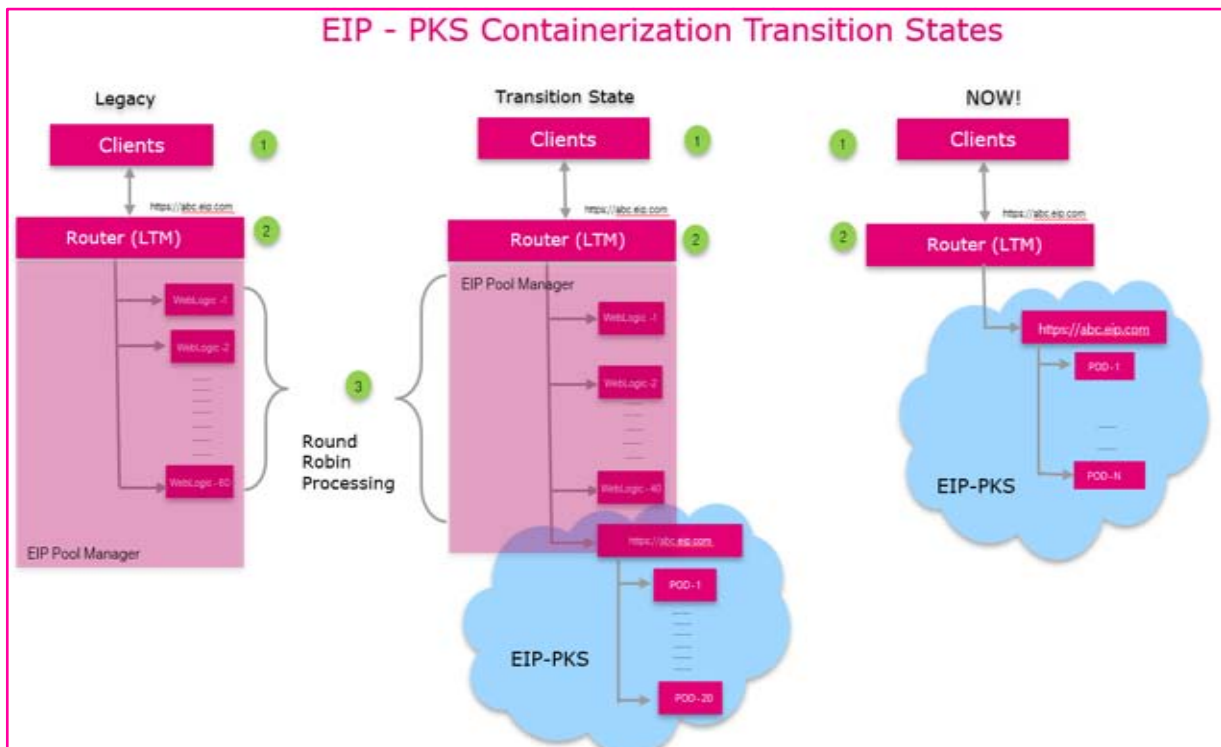 EIP - PKS Containerization Transition States
Legacy
Clients
1
https://abc.eip.com
Router (LTM)
2
WebLogic -1
WebLogic -2
WebLogic - 60
EIP Pool Manager
3
Round
Robin
Processing
Transition State
Clients
1
https://abc.eip.com
Router (LTM)
2
EIP Pool Manager
WebLogic -1
WebLogic -2
WebLogic - 40
https://abc.eip.com
POD-1
EIP-PKS
POD-20
NOW!
1
Clients
https://abc.eip.com
2
Router (LTM)
https://abc.eip.com
POD-1
EIP-PKS
POD-N